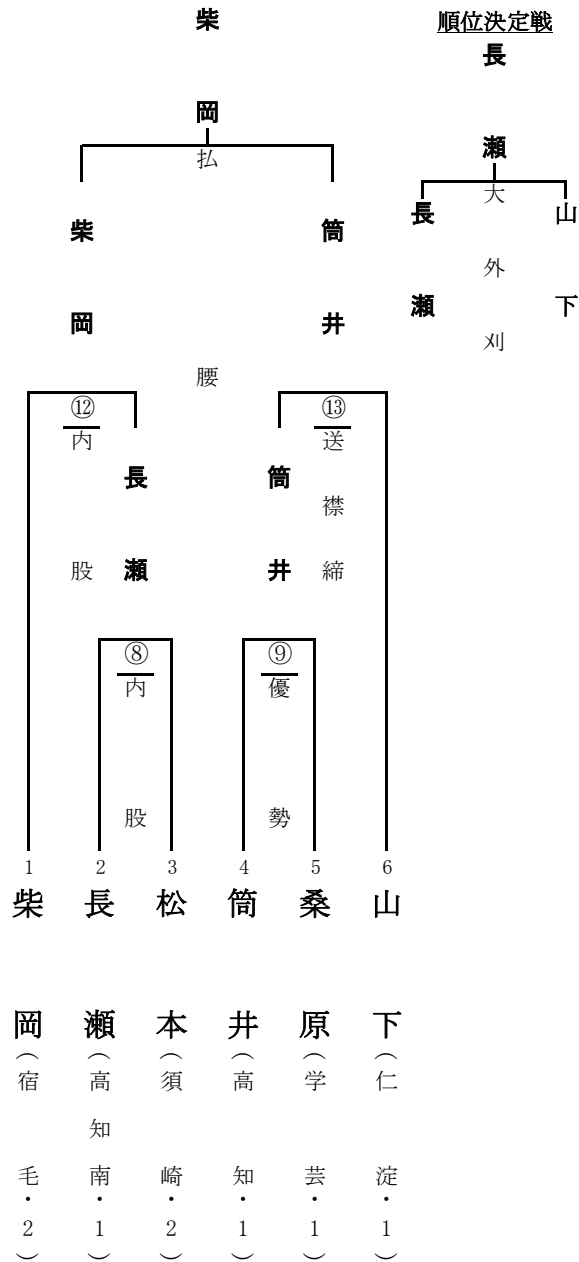 柴岡
払腰
柴岡
筒井
⑫
内股
⑬
送襟締
長瀬
筒井
⑧
内股
⑨
優勢
1
柴岡（宿毛・2）
2
長瀬（高知南・1）
3
松本（須崎・2）
4
筒井（高知・1）
5
桑原（学芸・1）
6
山下（仁淀・1）
順位決定戦
長瀬
大外刈
長瀬
山下